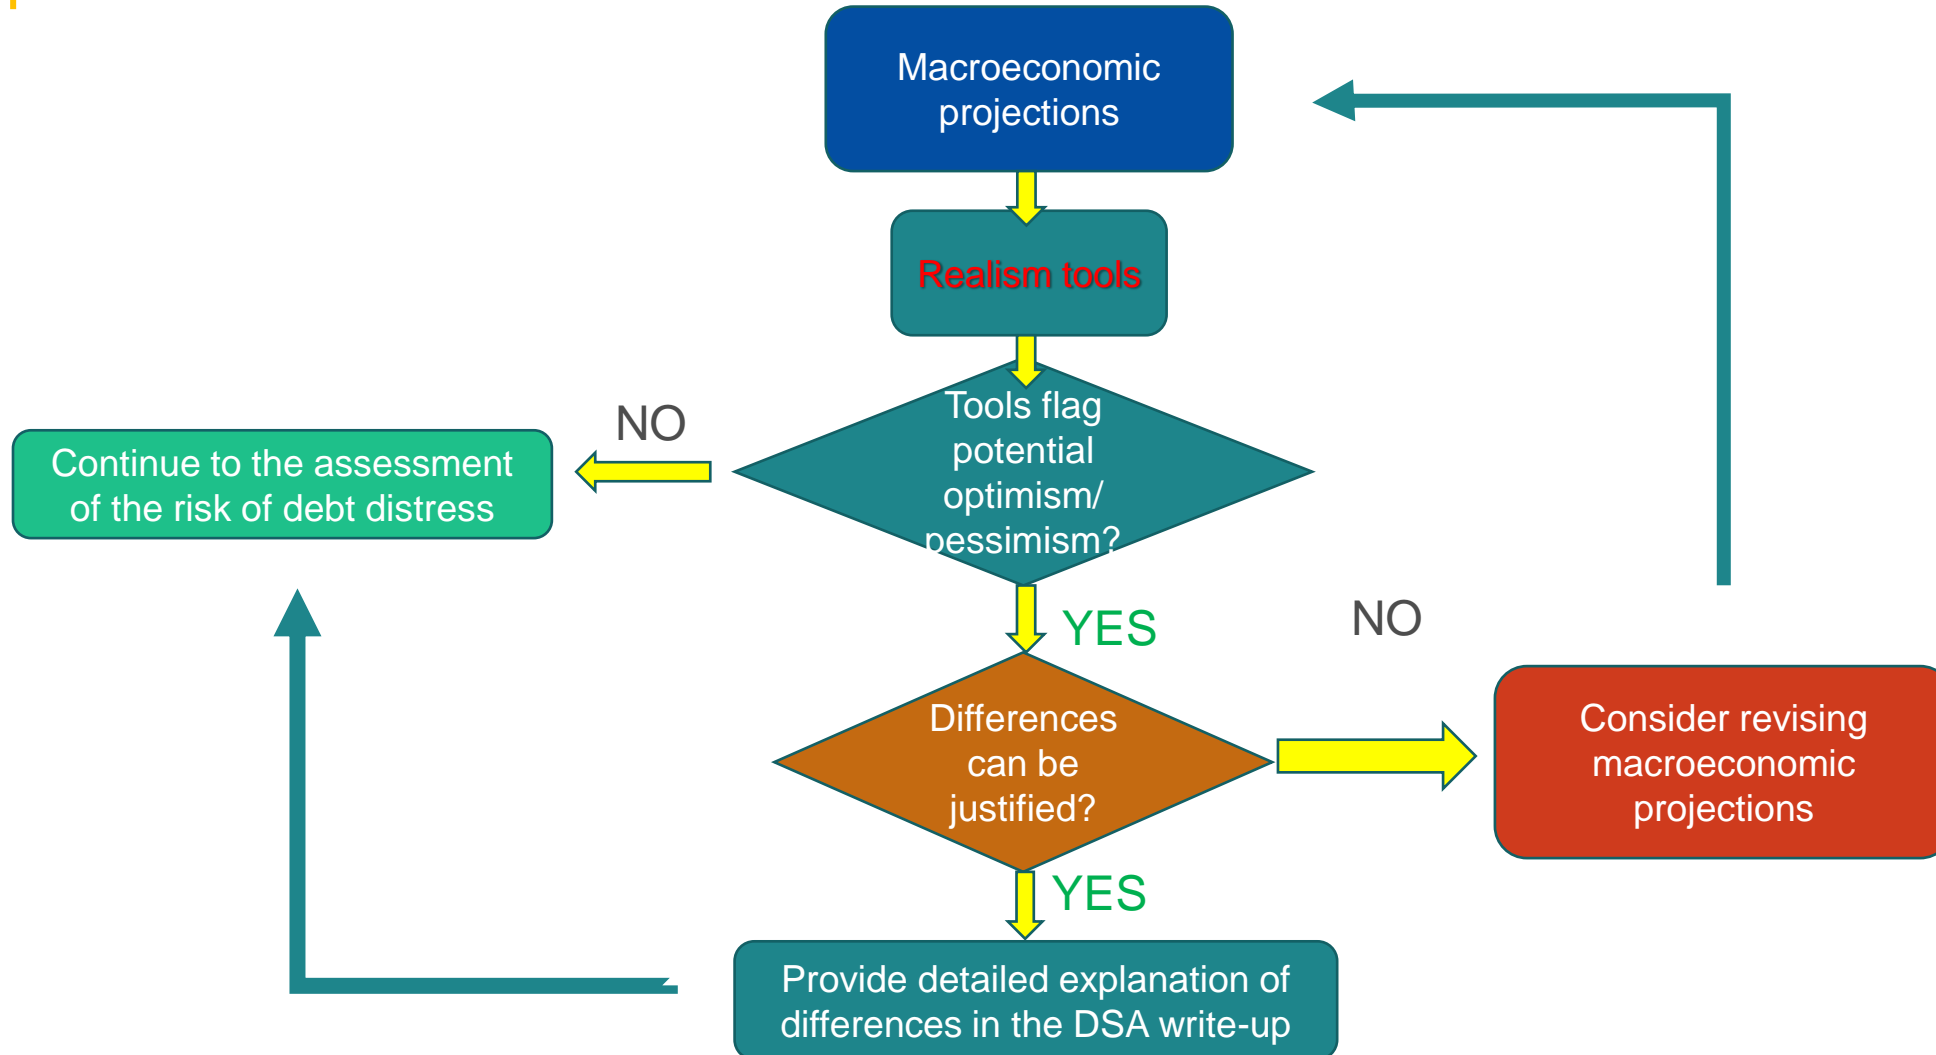 Macroeconomic
projections
Realism tools
Tools flag
potential
optimism/
pessimism?
NO
Continue to the assessment
of the risk of debt distress
YES
NO
Differences
can be
justified?
Consider revising
macroeconomic
projections
YES
Provide detailed explanation of
differences in the DSA write-up